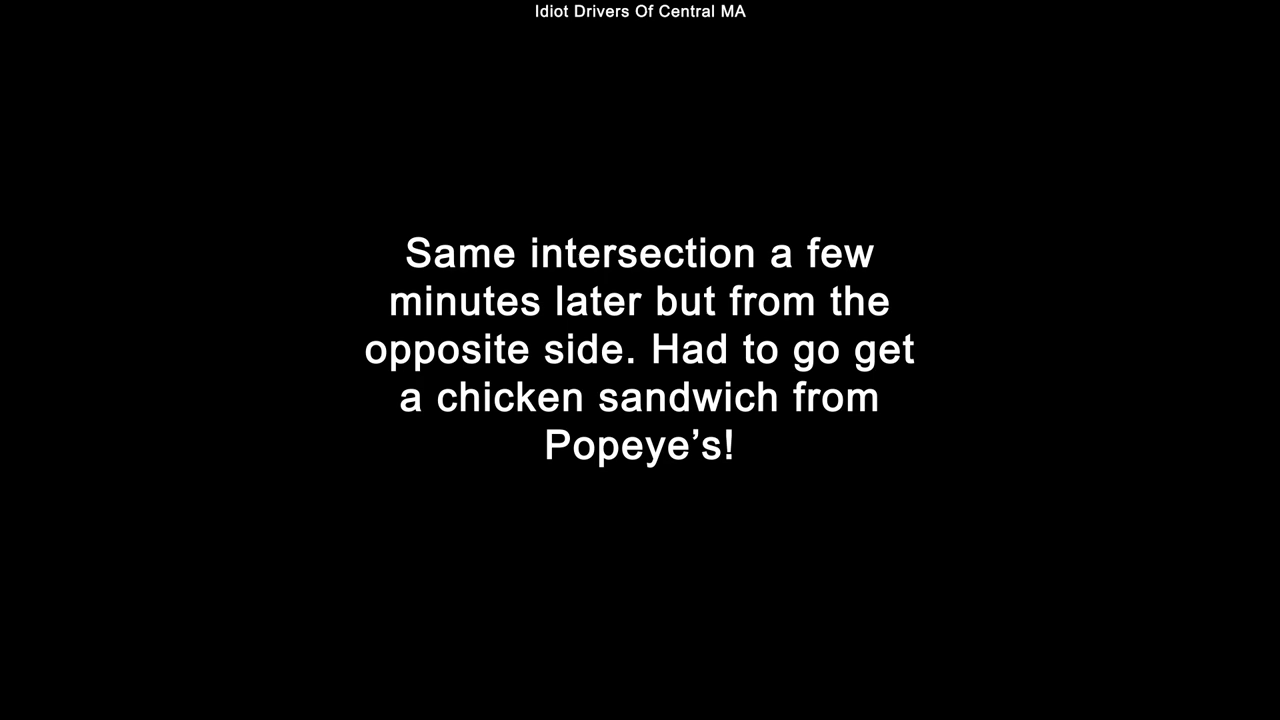 Idiot Drivers Of Central MA
Same intersection a few
minutes later but from the
opposite side. Had to go get
a chicken sandwich from
Popeye’s!